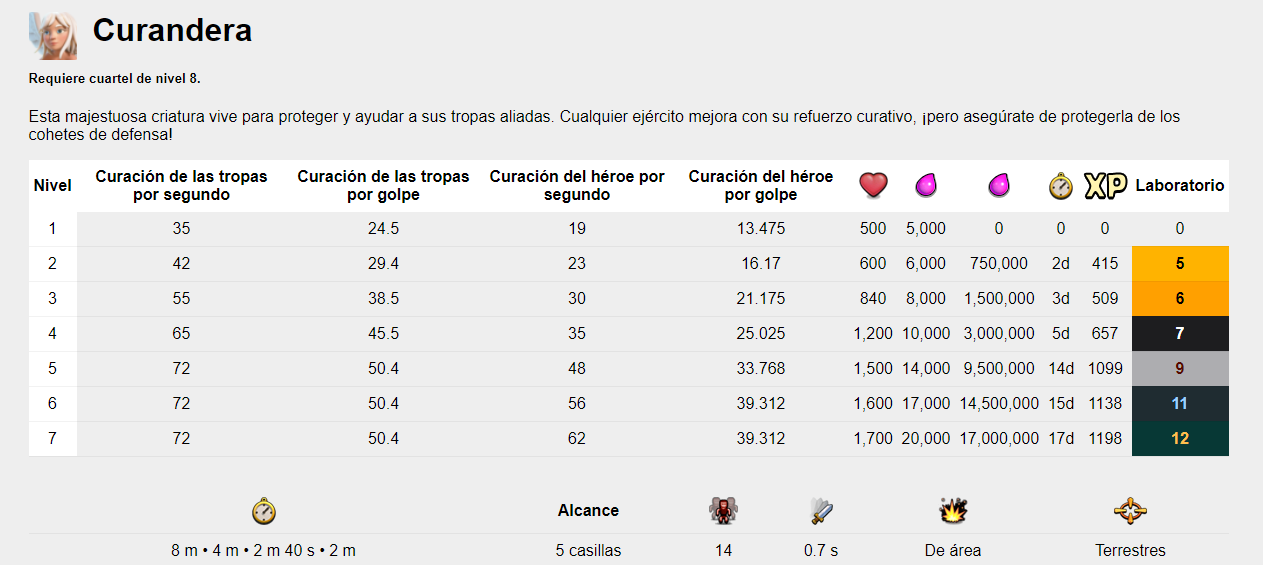 Curandera
Requiere cuartel de nivel 8.
Esta majestuosa criatura vive para proteger y ayudar a sus tropas aliadas. Cualquier ejército mejora con su refuerzo curativo, ¡pero asegúrate de protegerla de los
cohetes de defensa!
Nivel Curación de las tropas por segundo Curación de las tropas por golpe Curación del héroe por segundo Curación del héroe por golpe XP Laboratorio
1 35 24.5 19 13.475 500 5,000 0 0 0 0
2 42 29.4 23 16.17 600 6,000 750,000 2d 415 5
3 55 38.5 30 21.175 840 8,000 1,500,000 3d 509 6
4 65 45.5 35 25.025 1,200 10,000 3,000,000 5d 657 7
5 72 50.4 48 33.768 1,500 14,000 9,500,000 14d 1099 9
6 72 50.4 56 39.312 1,600 17,000 14,500,000 15d 1138 11
7 72 50.4 62 39.312 1,700 20,000 17,000,000 17d 1198 12
Alcance
8 m • 4 m • 2 m 40 s • 2 m 5 casillas 14 0.7 s De área Terrestres